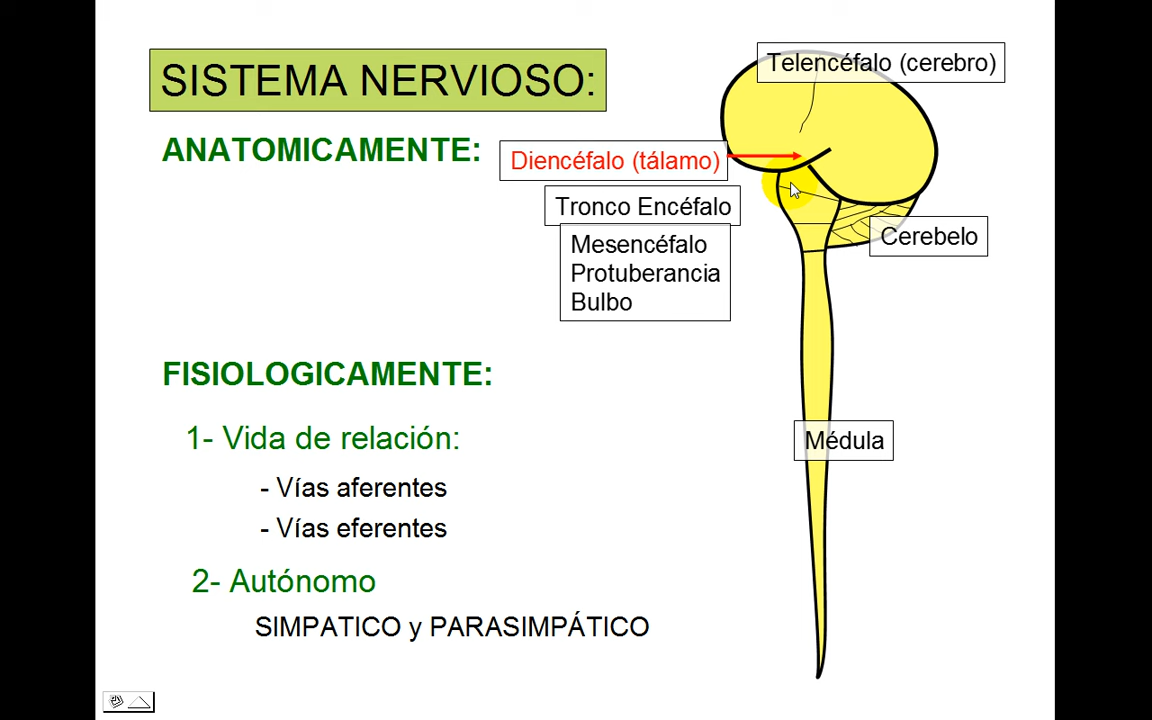 SISTEMA NERVIOSO:
Telencéfalo (cerebro)
ANATOMICAMENTE:
Diencéfalo (tálamo)
Tronco Encéfalo
Mesencéfalo
Protuberancia
Bulbo
Cerebelo
FISIOLOGICAMENTE:
1- Vida de relación:
- Vías aferentes
- Vías eferentes
Médula
2- Autónomo
SIMPATICO y PARASIMPÁTICO